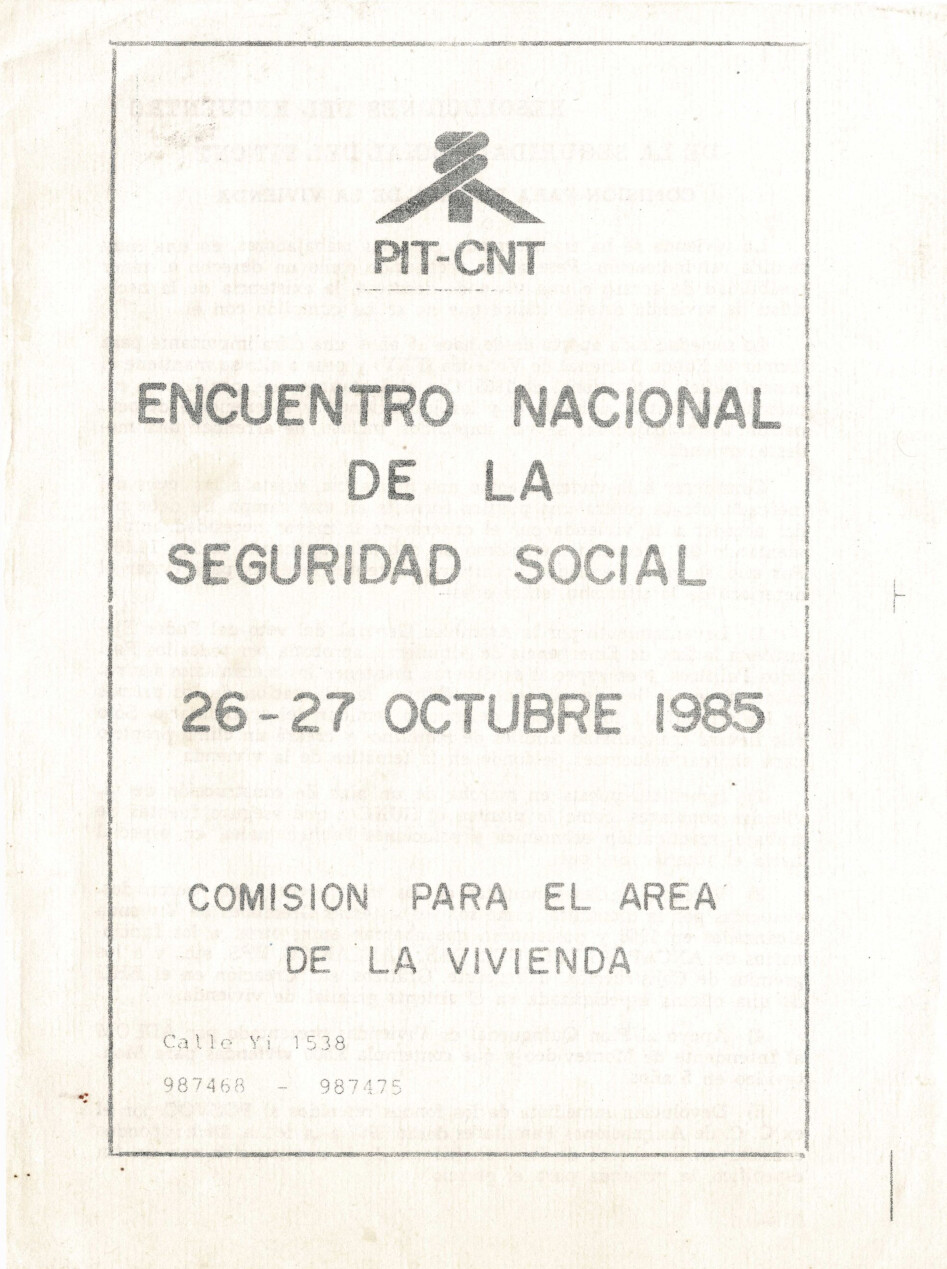 PIT-CNT
ENCUENTRO NACIONAL
DE LA
SEGURIDAD SOCIAL
26-27 OCTUBRE 1985
COMISION PARA EL AREA
DE LA VIVIENDA
Calle Yi 1538
987468 - 987475